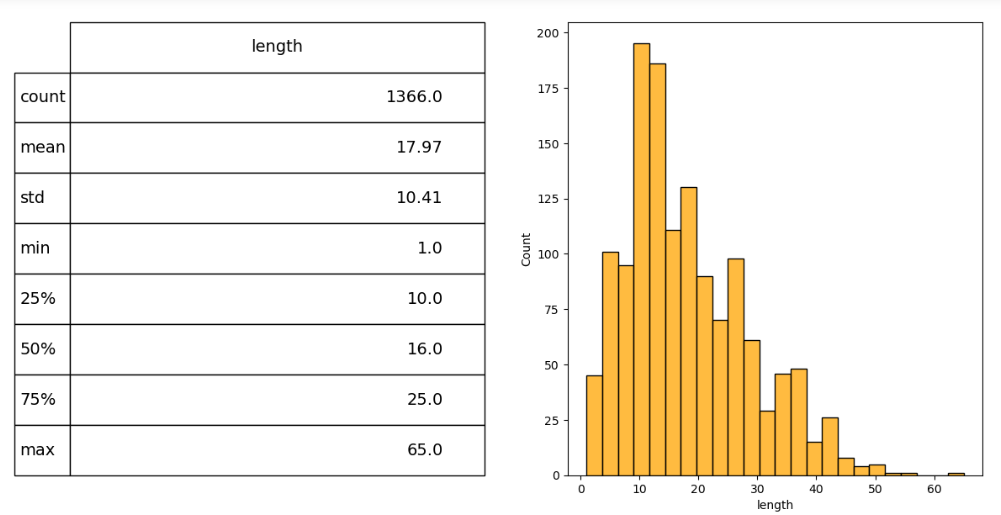 length
count 1366.0
mean 17.97
std 10.41
min 1.0
25% 10.0
50% 16.0
75% 25.0
max 65.0
200
175
150
125
100
75
50
25
0
Count
0 10 20 30 40 50 60
length